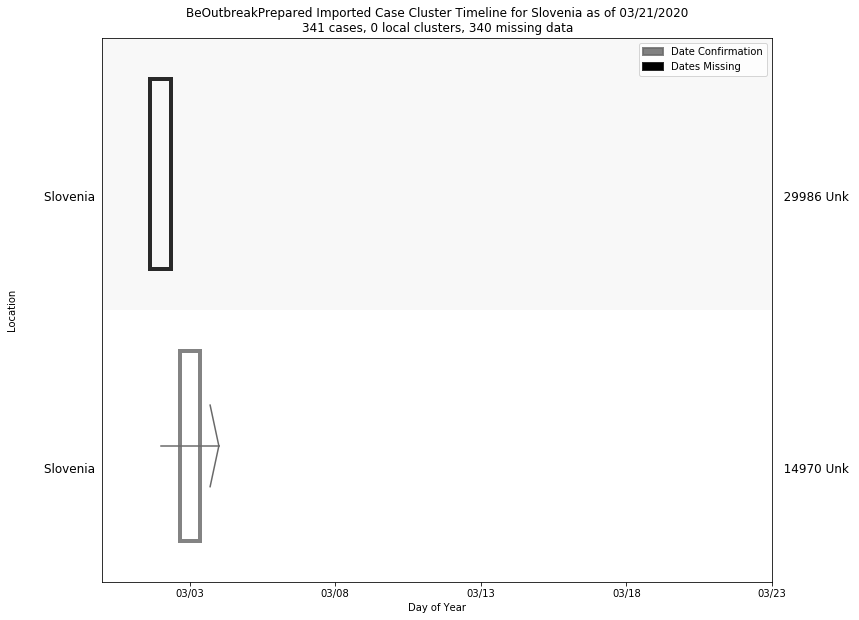 BeOutbreakPrepared Imported Case Cluster Timeline for Slovenia as of 03/21/2020
341 cases, 0 local clusters, 340 missing data
Date Confirmation
Dates Missing
Slovenia
29986 Unk
Location
Slovenia
14970 Unk
03/03
03/08
03/13
03/18
03/23
Day of Year